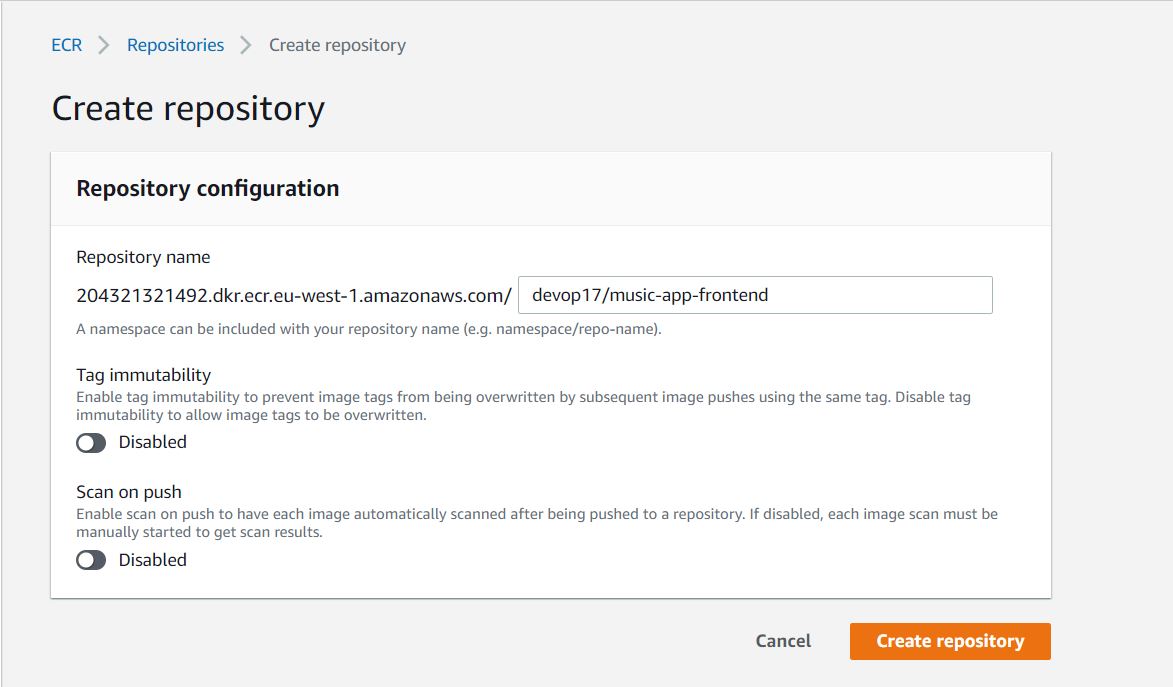 ECR > Repositories > Create repository
Create repository
Repository configuration
Repository name
204321321492.dkr.ecr.eu-west-1.amazonaws.com/ devop17/music-app-frontend
A namespace can be included with your repository name (e.g. namespace/repo-name).
Tag immutability
Enable tag immutability to prevent image tags from being overwritten by subsequent image pushes using the same tag. Disable tag
immutability to allow image tags to be overwritten.
Disabled
Scan on push
Enable scan on push to have each image automatically scanned after being pushed to a repository. If disabled, each image scan must be
manually started to get scan results.
Disabled
Cancel Create repository